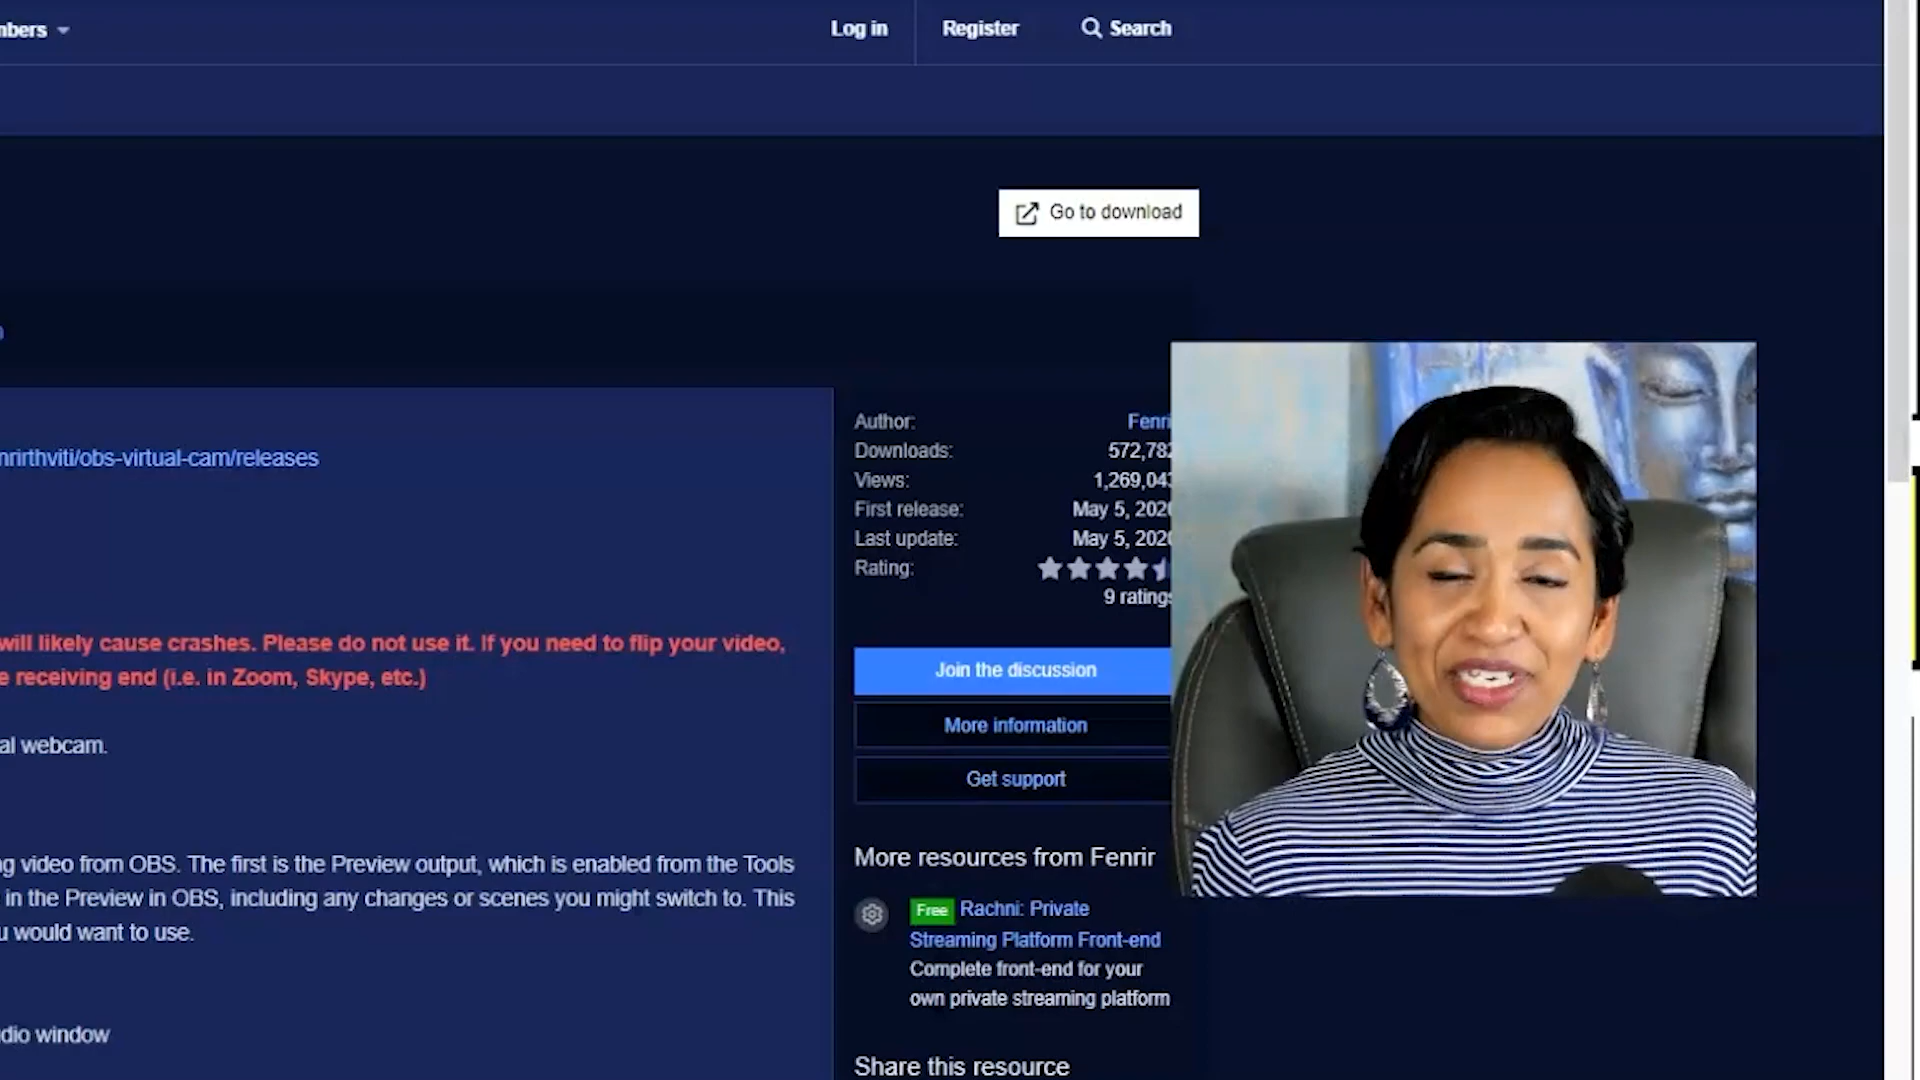 Log in
Register
Search
Go to download
nrirthviti/obs-virtual-cam/releases
Author:
Downloads: 572,782
Views: 1,269,043
First release: May 5, 2020
Last update: May 5, 2020
Rating:
9 ratings
will likely cause crashes. Please do not use it. If you need to flip your video,
e receiving end (i.e. in Zoom, Skype, etc.)
Join the discussion
More information
al webcam.
Get support
g video from OBS. The first is the Preview output, which is enabled from the Tools
in the Preview in OBS, including any changes or scenes you might switch to. This
u would want to use.
dio window
More resources from Fenrir
Free Rachni: Private
Streaming Platform Front-end
Complete front-end for your
own private streaming platform
Share this resource